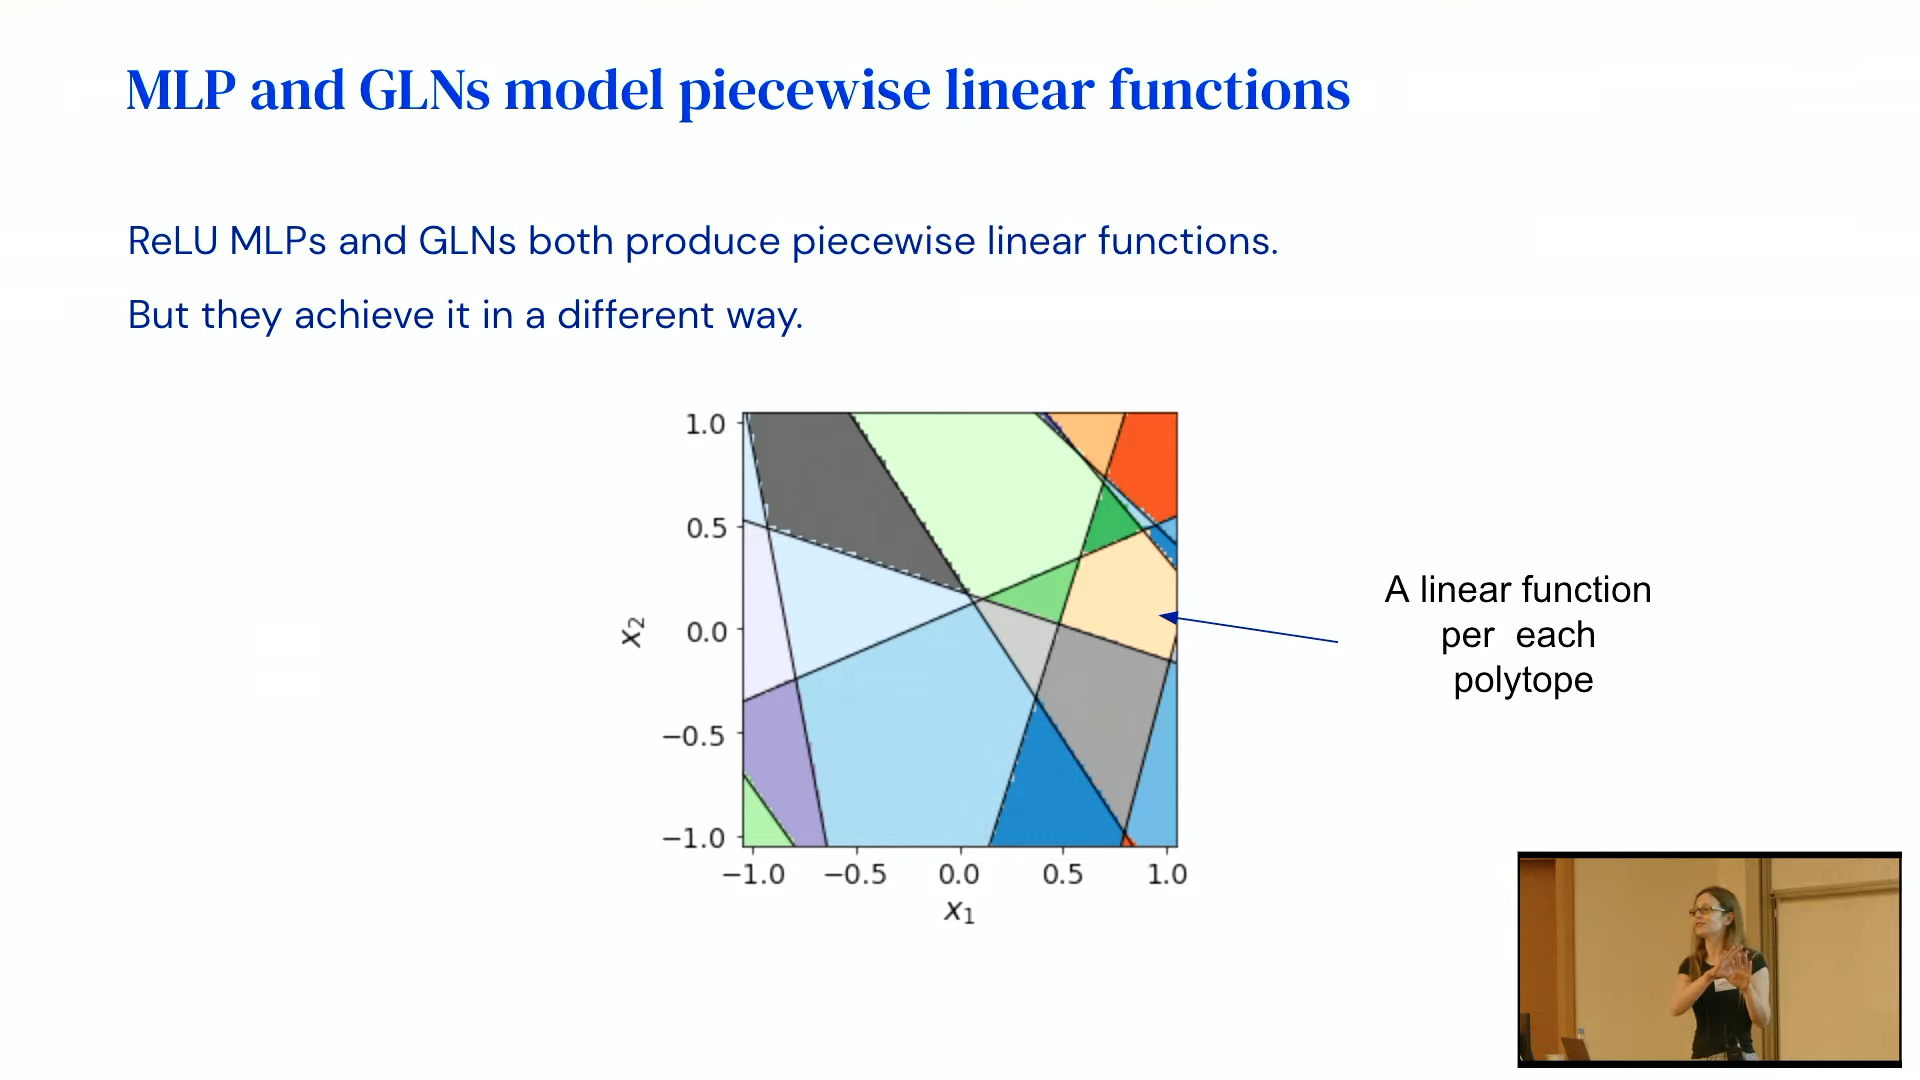 MLP and GLNs model piecewise linear functions
ReLU MLPs and GLNs both produce piecewise linear functions.
But they achieve it in a different way.
1.0
0.5
0.0
−0.5
−1.0
x₂
−1.0 −0.5 0.0 0.5 1.0
x₁
A linear function
per each
polytope